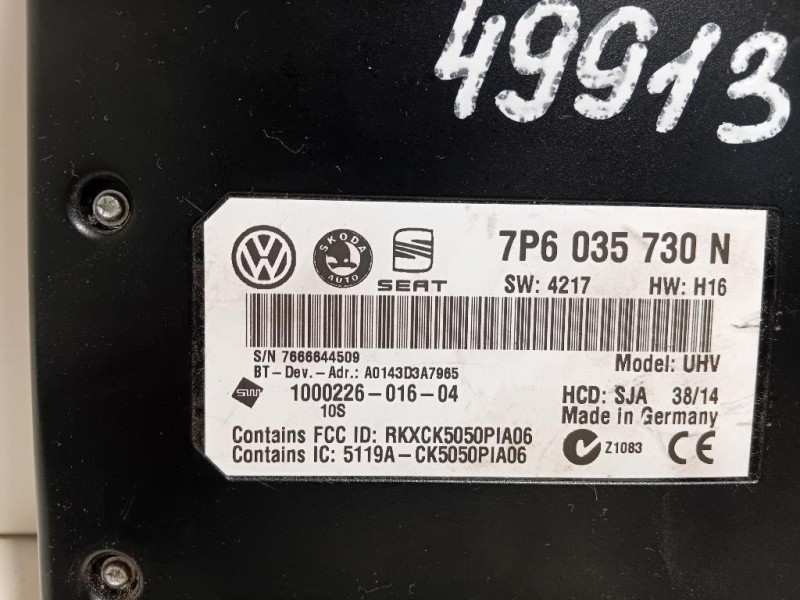 49913
VW
SKODA
AUTO
SEAT
7P6 035 730 N
SW: 4217 HW: H16
S/N 7666644509
BT-Dev.-Adr.: A0143D3A7965
Model: UHV
SW 1000226-016-04
10S
HCD: SJA 38/14
Made in Germany
Contains FCC ID: RKXCK5050PIA06
Contains IC: 5119A-CK5050PIA06
Z1083 CE